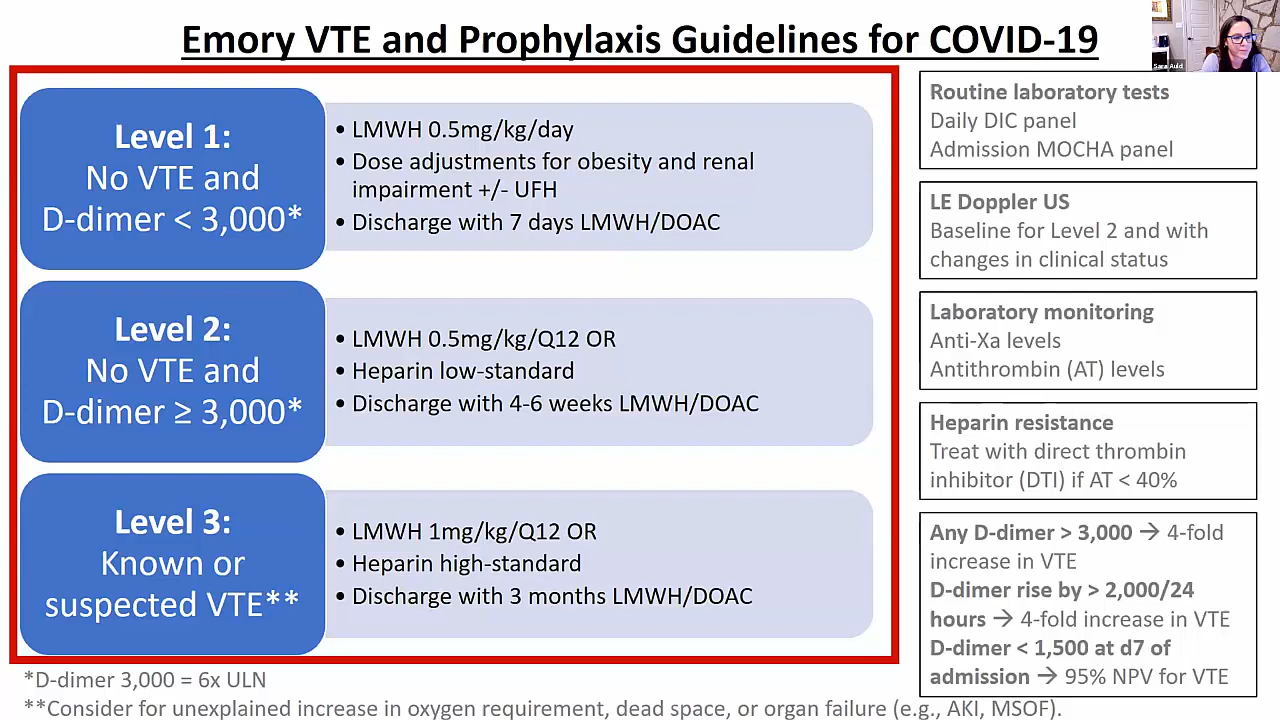 Emory VTE and Prophylaxis Guidelines for COVID-19
Sara Auld
Level 1:
No VTE and
D-dimer < 3,000*
• LMWH 0.5mg/kg/day
• Dose adjustments for obesity and renal
impairment +/- UFH
• Discharge with 7 days LMWH/DOAC
Level 2:
No VTE and
D-dimer ≥ 3,000*
• LMWH 0.5mg/kg/Q12 OR
• Heparin low-standard
• Discharge with 4-6 weeks LMWH/DOAC
Level 3:
Known or
suspected VTE**
• LMWH 1mg/kg/Q12 OR
• Heparin high-standard
• Discharge with 3 months LMWH/DOAC
Routine laboratory tests
Daily DIC panel
Admission MOCHA panel
LE Doppler US
Baseline for Level 2 and with
changes in clinical status
Laboratory monitoring
Anti-Xa levels
Antithrombin (AT) levels
Heparin resistance
Treat with direct thrombin
inhibitor (DTI) if AT < 40%
Any D-dimer > 3,000 → 4-fold
increase in VTE
D-dimer rise by > 2,000/24
hours → 4-fold increase in VTE
D-dimer < 1,500 at d7 of
admission → 95% NPV for VTE
*D-dimer 3,000 = 6x ULN
**Consider for unexplained increase in oxygen requirement, dead space, or organ failure (e.g., AKI, MSOF).